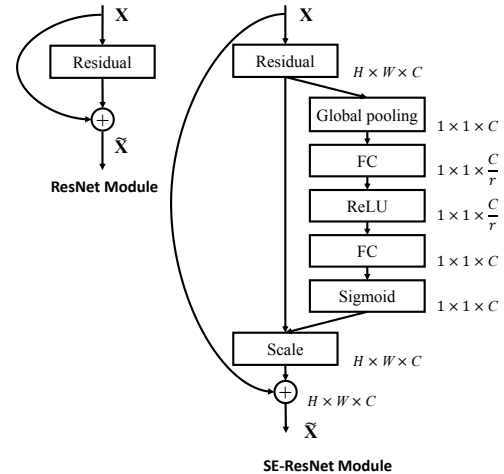 X
Residual
+
X̃
ResNet Module
X
Residual
H × W × C
Global pooling
1 × 1 × C
FC
1 × 1 × C/r
ReLU
1 × 1 × C/r
FC
1 × 1 × C
Sigmoid
1 × 1 × C
Scale
H × W × C
+
H × W × C
X̃
SE-ResNet Module